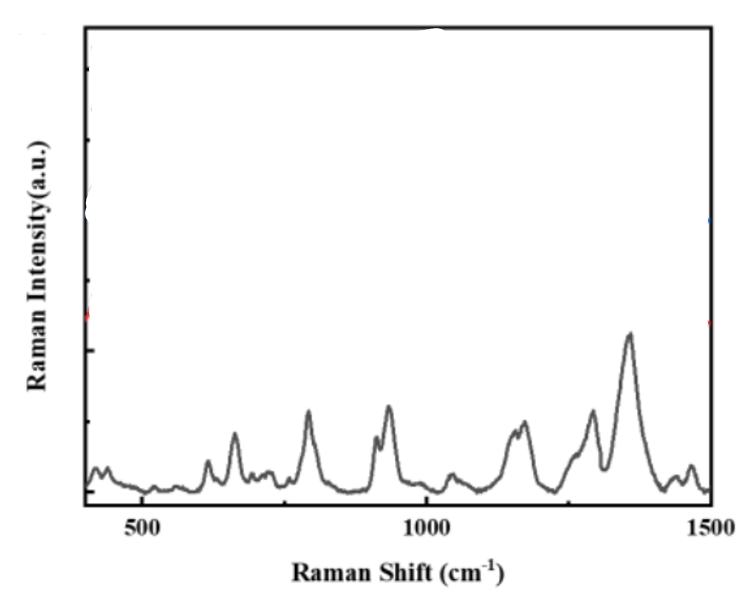 Raman Intensity(a.u.)
500 1000 1500
Raman Shift (cm⁻¹)